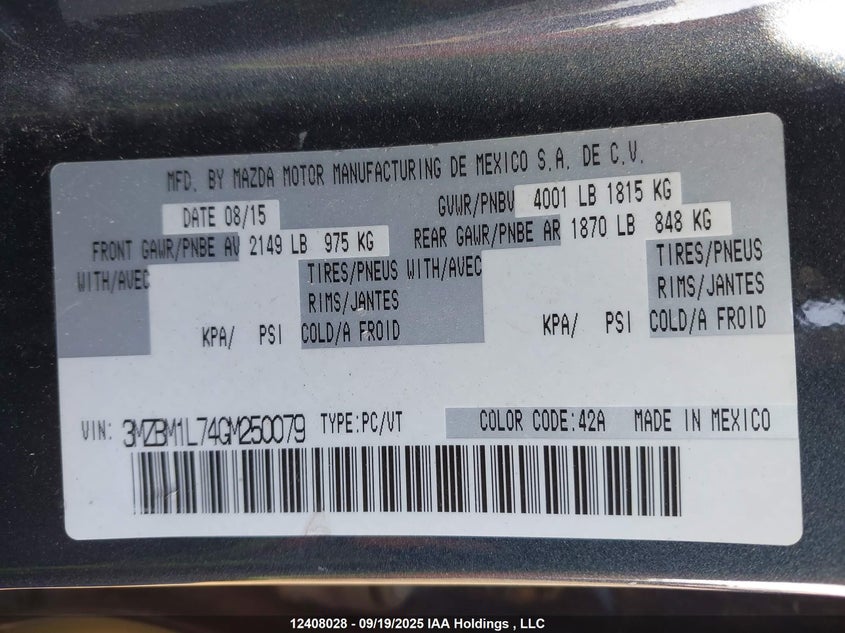 MFD. BY MAZDA MOTOR MANUFACTURING DE MEXICO S.A. DE C.V.
DATE 08/15 GVWR/PNBV 4001 LB 1815 KG
FRONT GAWR/PNBE AV 2149 LB 975 KG REAR GAWR/PNBE AR 1870 LB 848 KG
WITH/AVEC TIRES/PNEUS WITH/AVEC TIRES/PNEUS
RIMS/JANTES RIMS/JANTES
KPA/ PSI COLD/A FROID KPA/ PSI COLD/A FROID
VIN: 3MZBM1L74GM250079 TYPE:PC/VT COLOR CODE:42A MADE IN MEXICO
12408028 - 09/19/2025 IAA Holdings , LLC